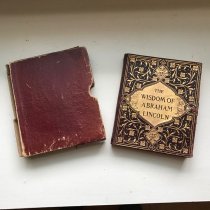 THE
WISDOM OF
ABRAHAM
LINCOLN